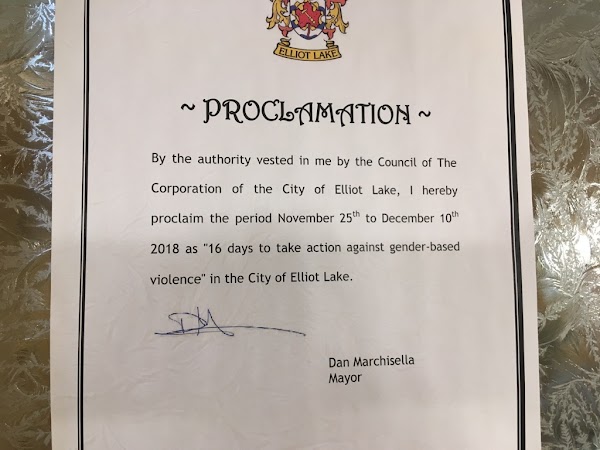 ELLIOT LAKE
~ PROCLAMATION ~
By the authority vested in me by the Council of The
Corporation of the City of Elliot Lake, I hereby
proclaim the period November 25th to December 10th
2018 as "16 days to take action against gender-based
violence" in the City of Elliot Lake.
Dan Marchisella
Mayor